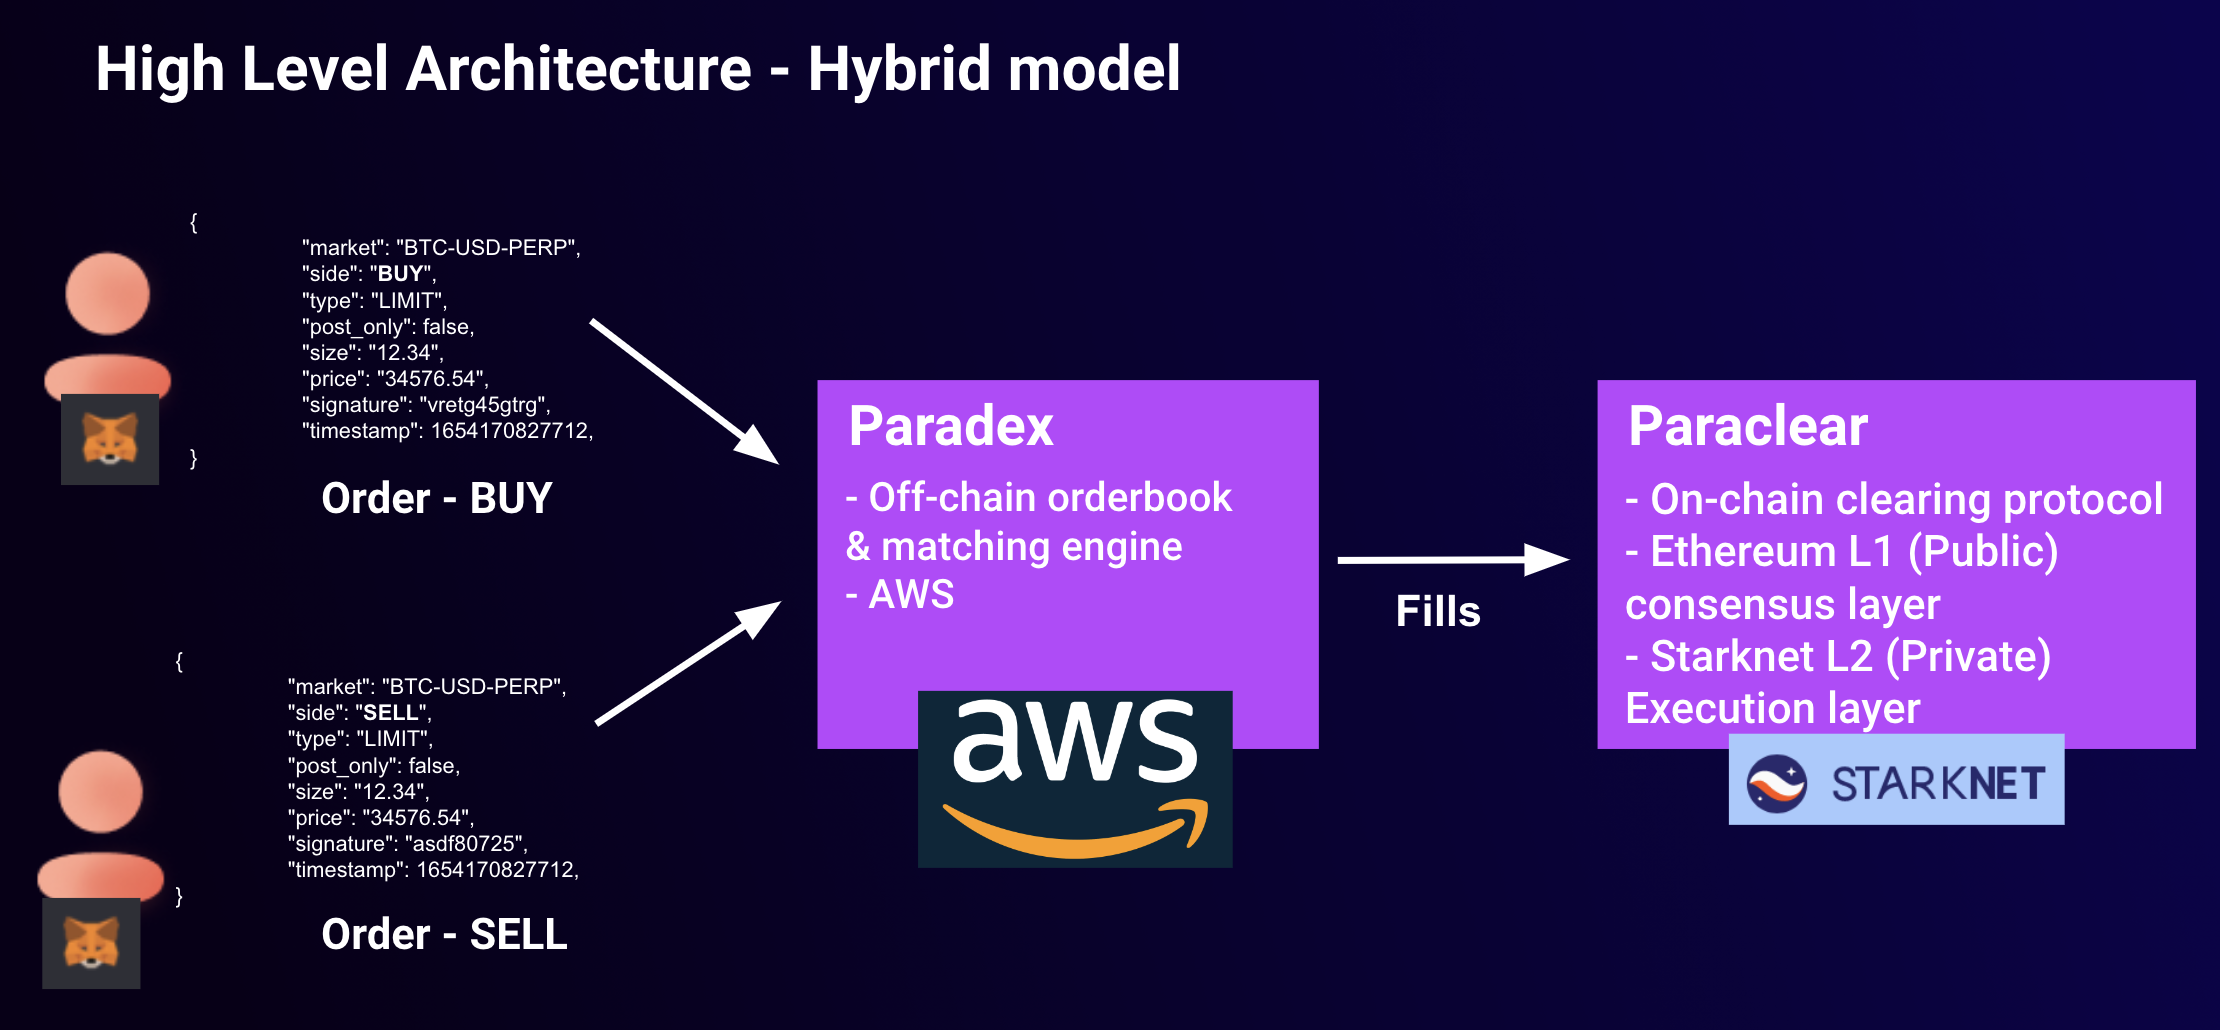 High Level Architecture - Hybrid model
{
"market": "BTC-USD-PERP",
"side": "BUY",
"type": "LIMIT",
"post_only": false,
"size": "12.34",
"price": "34576.54",
"signature": "vretg45gtrg",
"timestamp": 1654170827712,
}
Order - BUY
{
"market": "BTC-USD-PERP",
"side": "SELL",
"type": "LIMIT",
"post_only": false,
"size": "12.34",
"price": "34576.54",
"signature": "asdf80725",
"timestamp": 1654170827712,
}
Order - SELL
Paradex
- Off-chain orderbook
& matching engine
- AWS
aws
Fills
Paraclear
- On-chain clearing protocol
- Ethereum L1 (Public)
consensus layer
- Starknet L2 (Private)
Execution layer
STARKNET